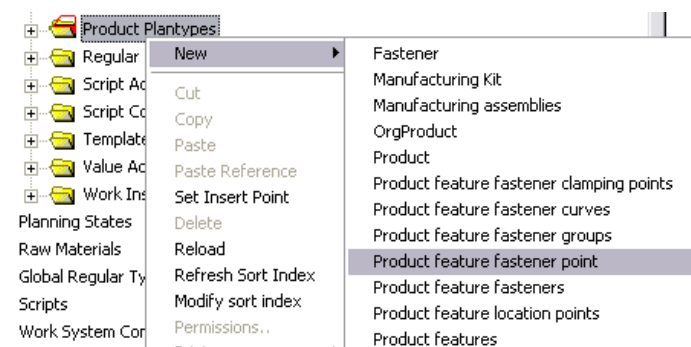 Product Plantypes
Regular
Script Ac
Script Co
Template
Value Ac
Work Ins
Planning States
Raw Materials
Global Regular Ty
Scripts
Work System Cor
New
Cut
Copy
Paste
Paste Reference
Set Insert Point
Delete
Reload
Refresh Sort Index
Modify sort index
Permissions..
Fastener
Manufacturing Kit
Manufacturing assemblies
OrgProduct
Product
Product feature fastener clamping points
Product feature fastener curves
Product feature fastener groups
Product feature fastener point
Product feature fasteners
Product feature location points
Product features